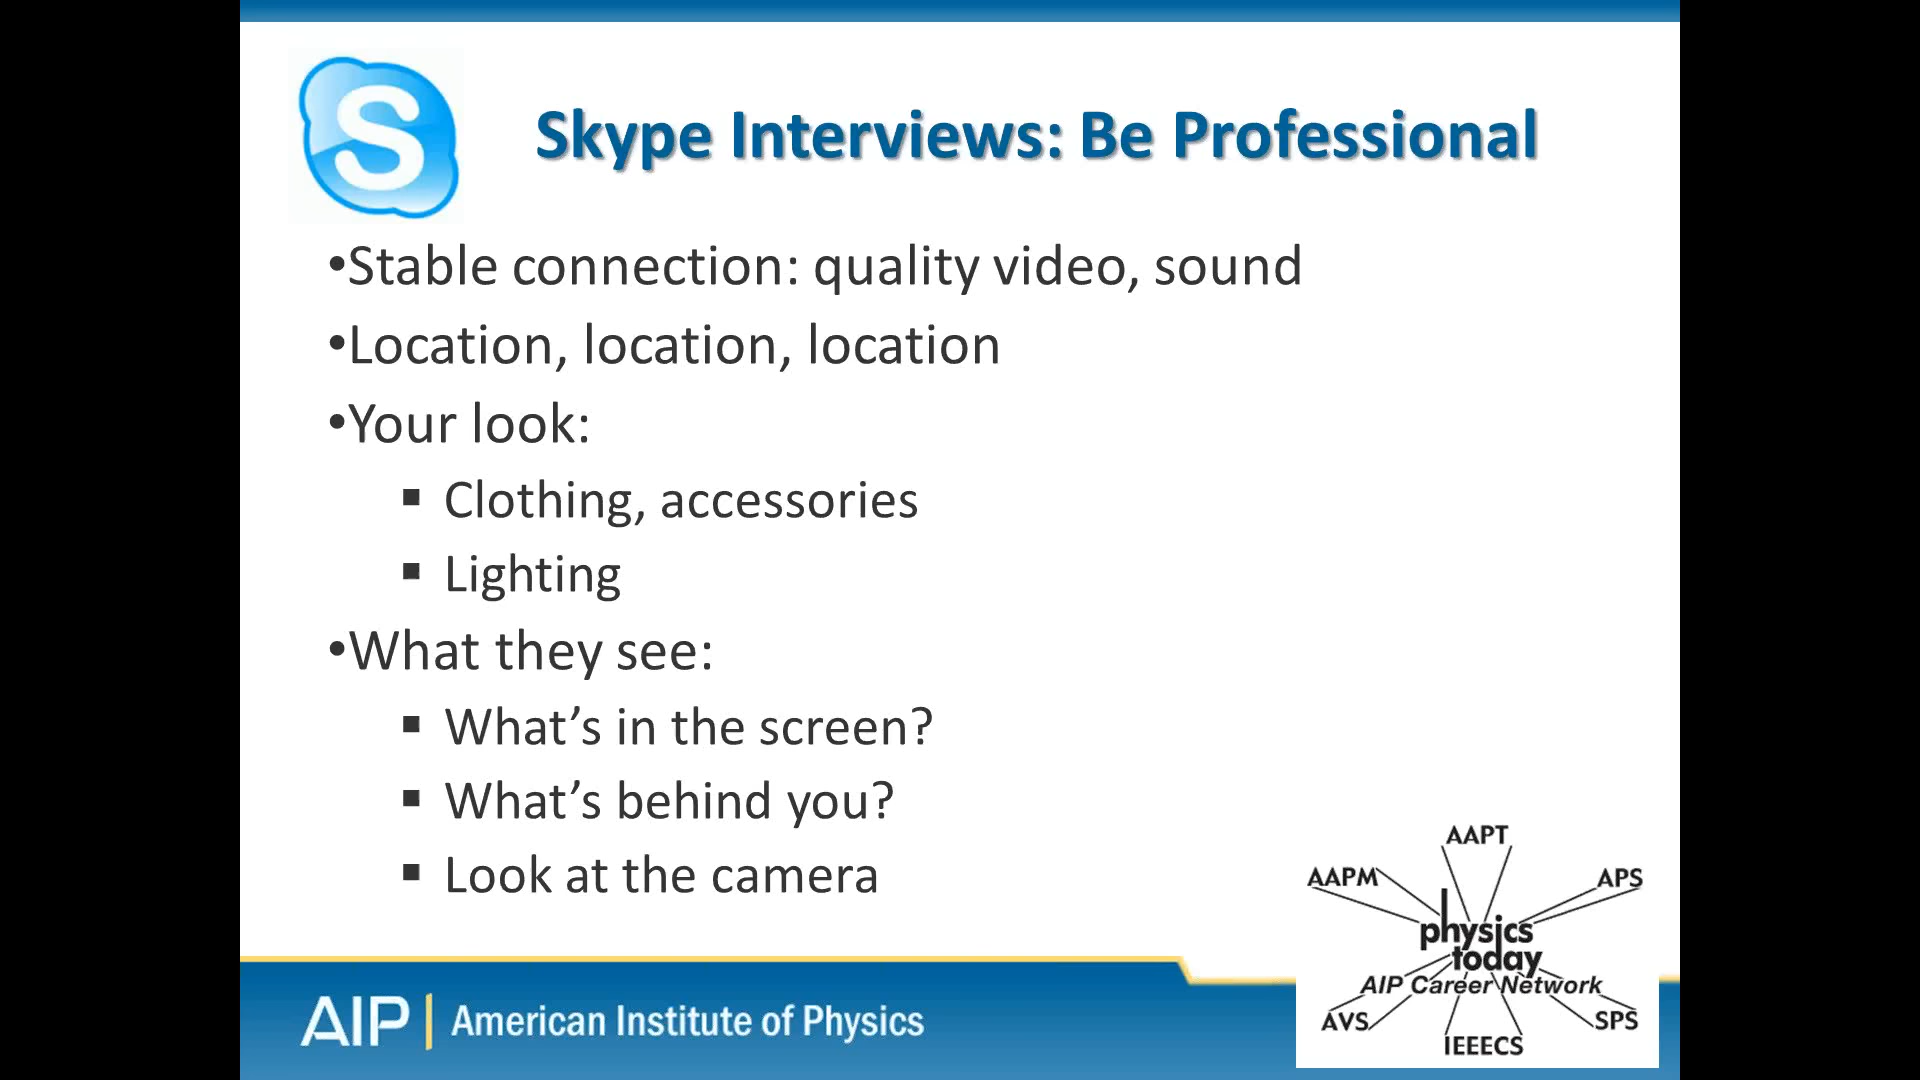 S
Skype Interviews: Be Professional
•Stable connection: quality video, sound
•Location, location, location
•Your look:
▪ Clothing, accessories
▪ Lighting
•What they see:
▪ What’s in the screen?
▪ What’s behind you?
▪ Look at the camera
AAPT
AAPM
APS
physics
today
AIP Career Network
AVS
SPS
IEEECS
AIP | American Institute of Physics